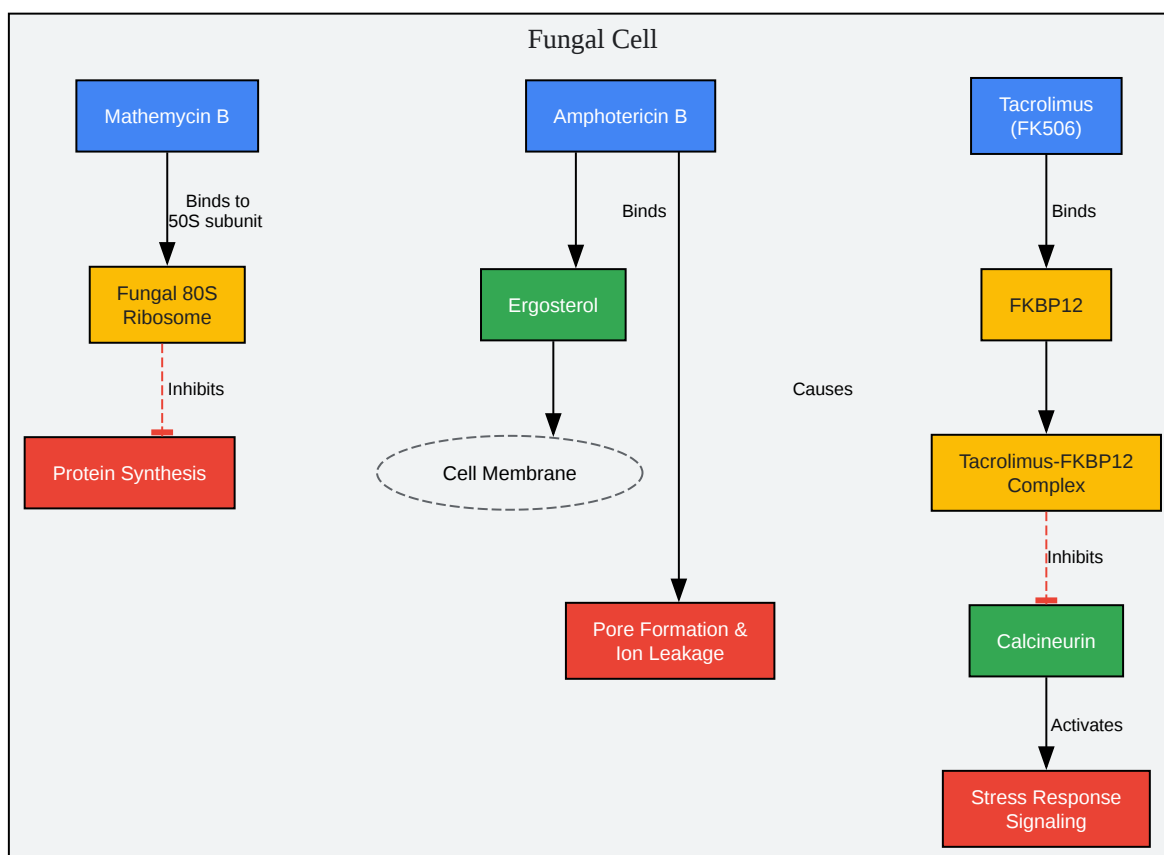 Fungal Cell
Mathemycin B
Amphotericin B
Tacrolimus
(FK506)
Binds to
50S subunit
Binds
Binds
Fungal 80S
Ribosome
Ergosterol
FKBP12
Inhibits
Causes
Protein Synthesis
Cell Membrane
Tacrolimus-FKBP12
Complex
Inhibits
Pore Formation &
Ion Leakage
Calcineurin
Activates
Stress Response
Signaling